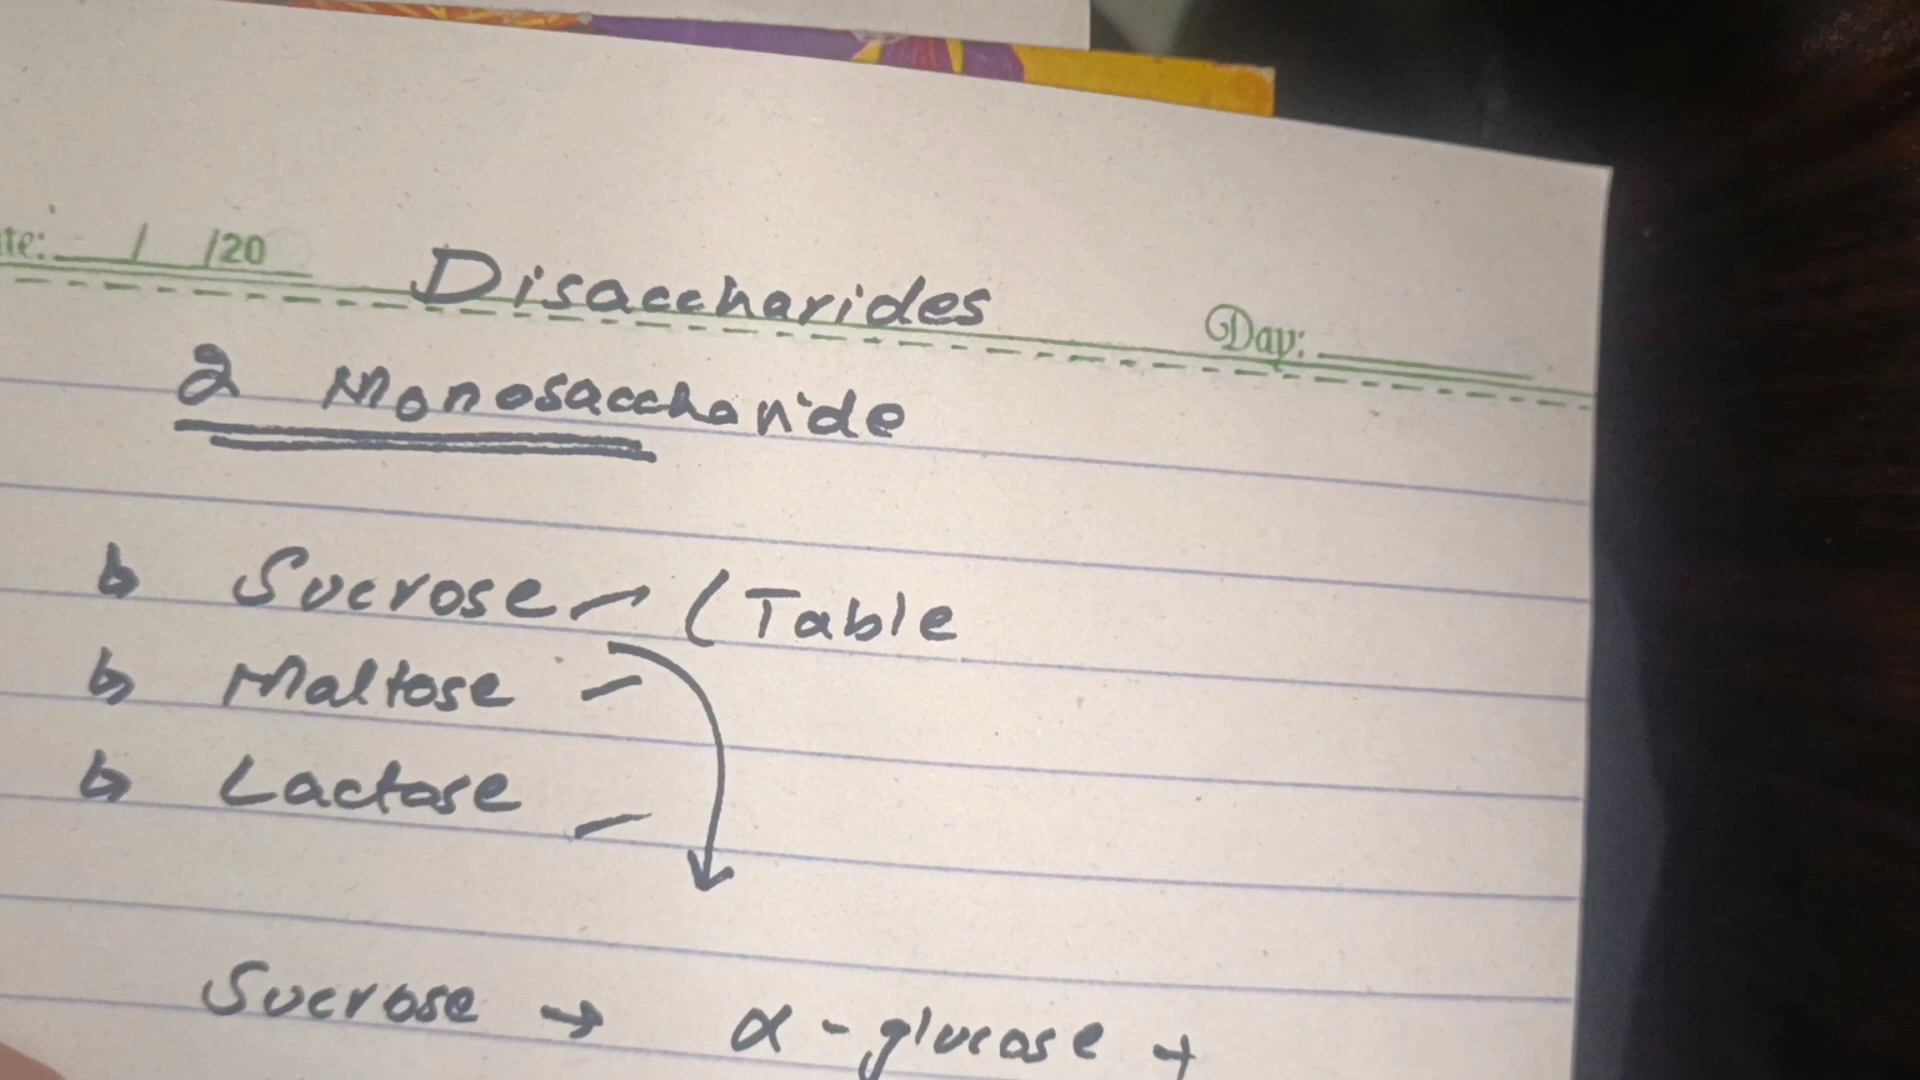 te: / /20
Disaccharides
Day:
2 Monosaccharide
Sucrose - (Table
Maltose -
Lactose -
Sucrose → α - glucose +